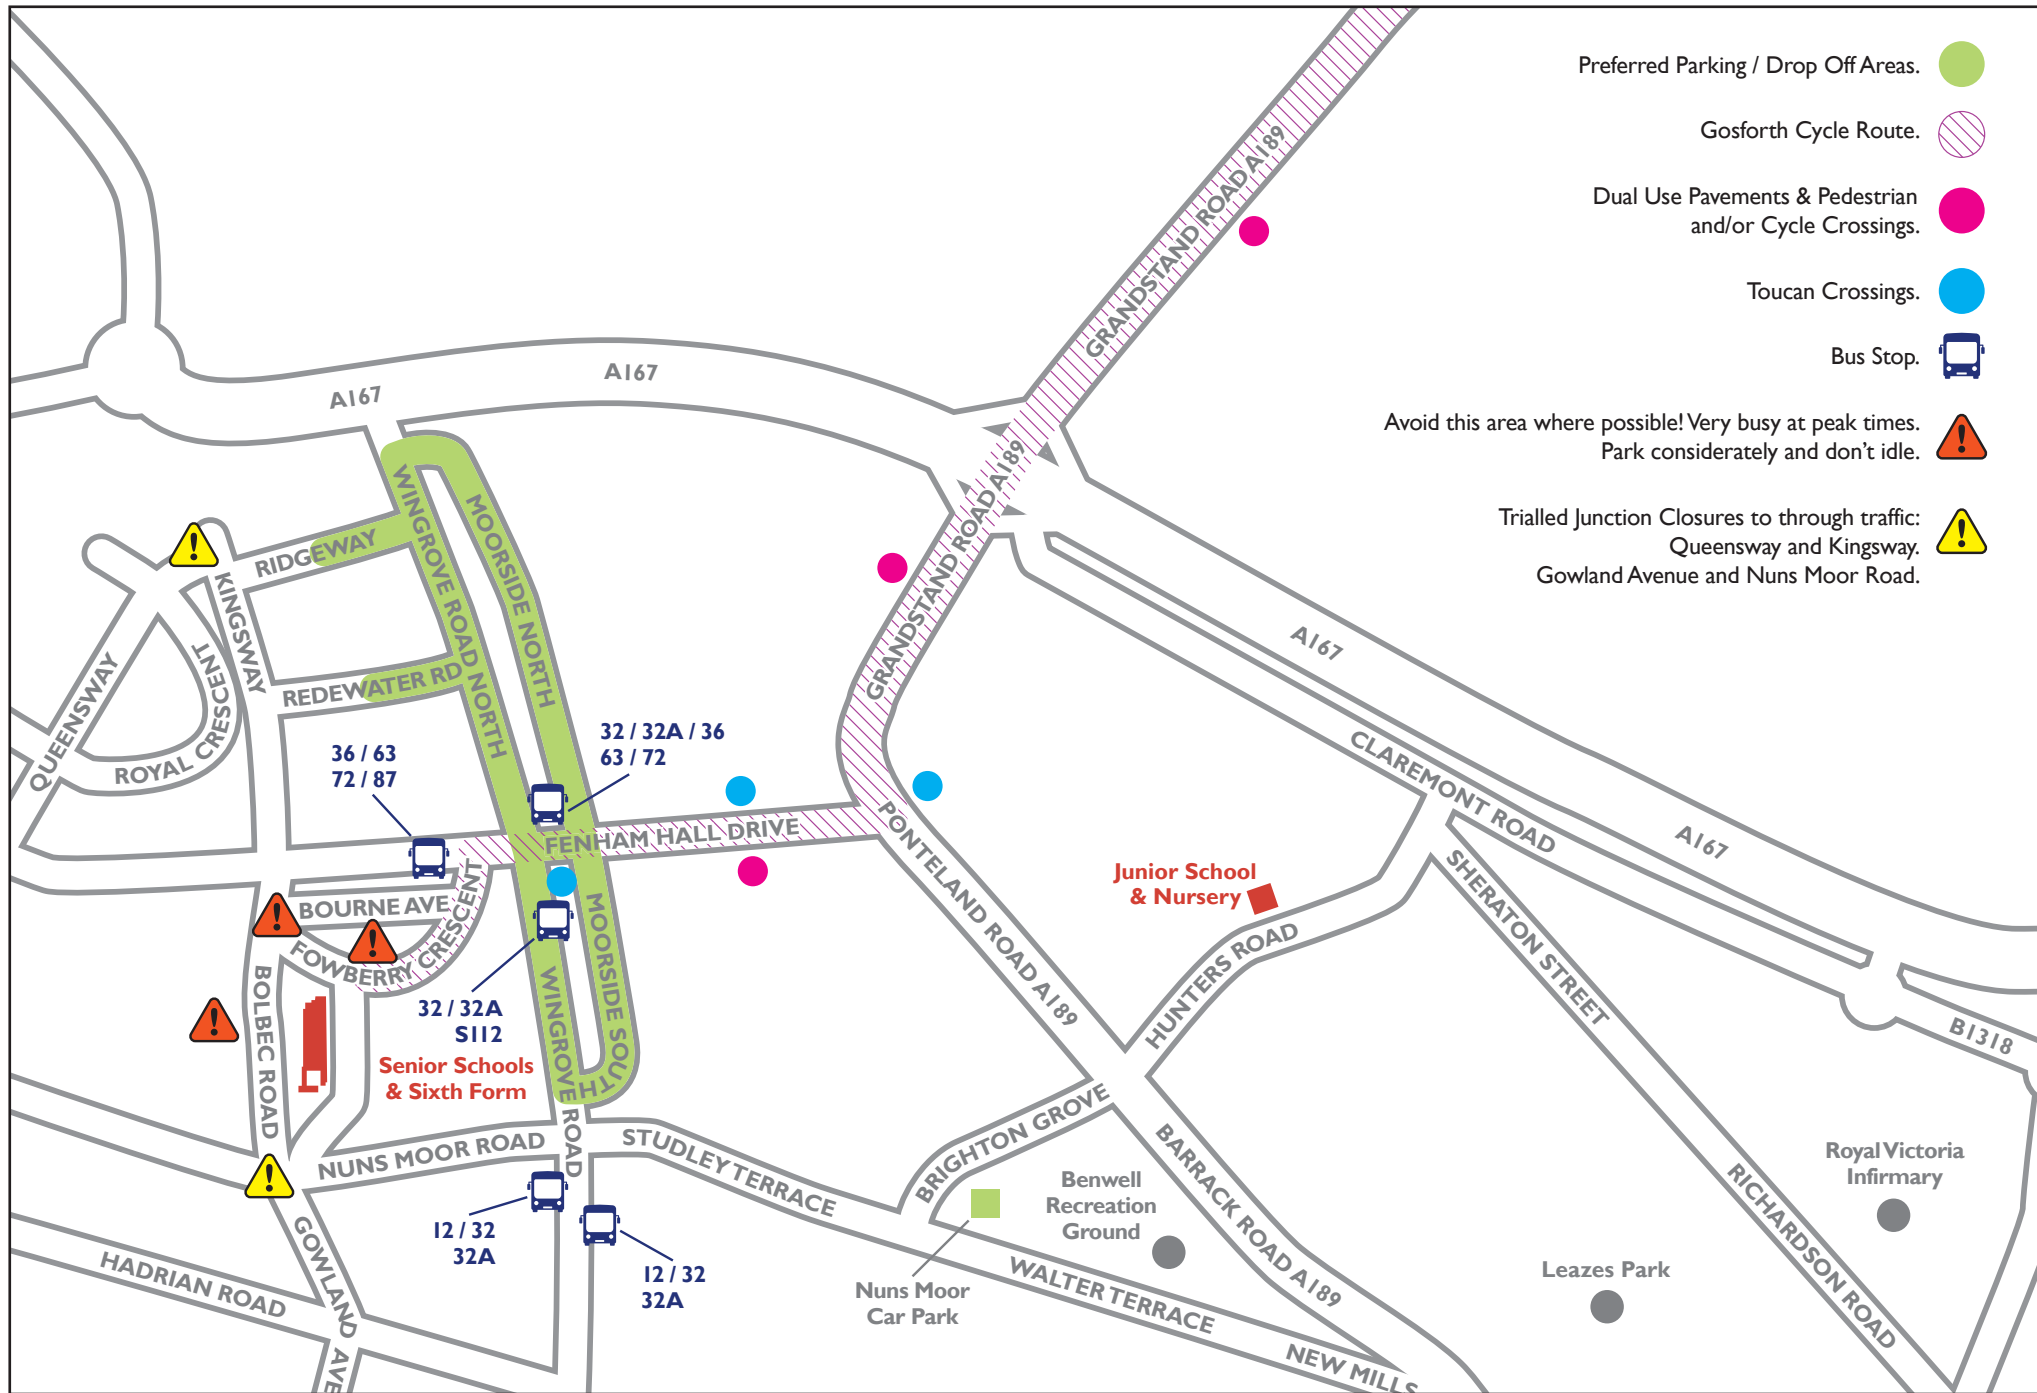 Preferred Parking / Drop Off Areas.
Gosforth Cycle Route.
Dual Use Pavements & Pedestrian
and/or Cycle Crossings.
Toucan Crossings.
Bus Stop.
Avoid this area where possible! Very busy at peak times.
Park considerately and don't idle.
Trialled Junction Closures to through traffic:
Queensway and Kingsway.
Gowland Avenue and Nuns Moor Road.
GRANDSTAND ROAD A189
A167
A167
GRANDSTAND ROAD A189
WINGROVE ROAD NORTH
MOORSIDE NORTH
RIDGEWAY
KINGSWAY
GRANDSTAND ROAD A189
A167
QUEENSWAY
ROYAL CRESCENT
REDEWATER RD
36 / 63
72 / 87
32 / 32A / 36
63 / 72
CLAREMONT ROAD
A167
FENHAM HALL DRIVE
PONTELAND ROAD A189
Junior School
& Nursery
BOURNE AVE
FOWBERRY CRESCENT
MOORSIDE SOUTH
HUNTERS ROAD
SHERATON STREET
BOLBEC ROAD
WINGROVE ROAD
32 / 32A
S112
B1318
Senior Schools
& Sixth Form
NUNS MOOR ROAD
STUDLEY TERRACE
BRIGHTON GROVE
BARRACK ROAD A189
Benwell
Recreation
Ground
RICHARDSON ROAD
Royal Victoria
Infirmary
12 / 32
32A
12 / 32
32A
GOWLAND AVE
HADRIAN ROAD
Nuns Moor
Car Park
WALTER TERRACE
Leazes Park
NEW MILLS